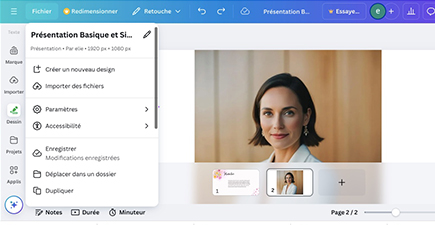 Fichier Redimensionner Retouche Présentation B... Essaye... e
Présentation Basique et Si...
Présentation • Par elle • 1920 px • 1080 px
Marque
Créer un nouveau design
Importer des fichiers
Importer
Paramètres
Accessibilité
Dessin
Enregistrer
Modifications enregistrées
Projets
Déplacer dans un dossier
Applis
Dupliquer
1
2
Notes Durée Minuteur Page 2 / 2